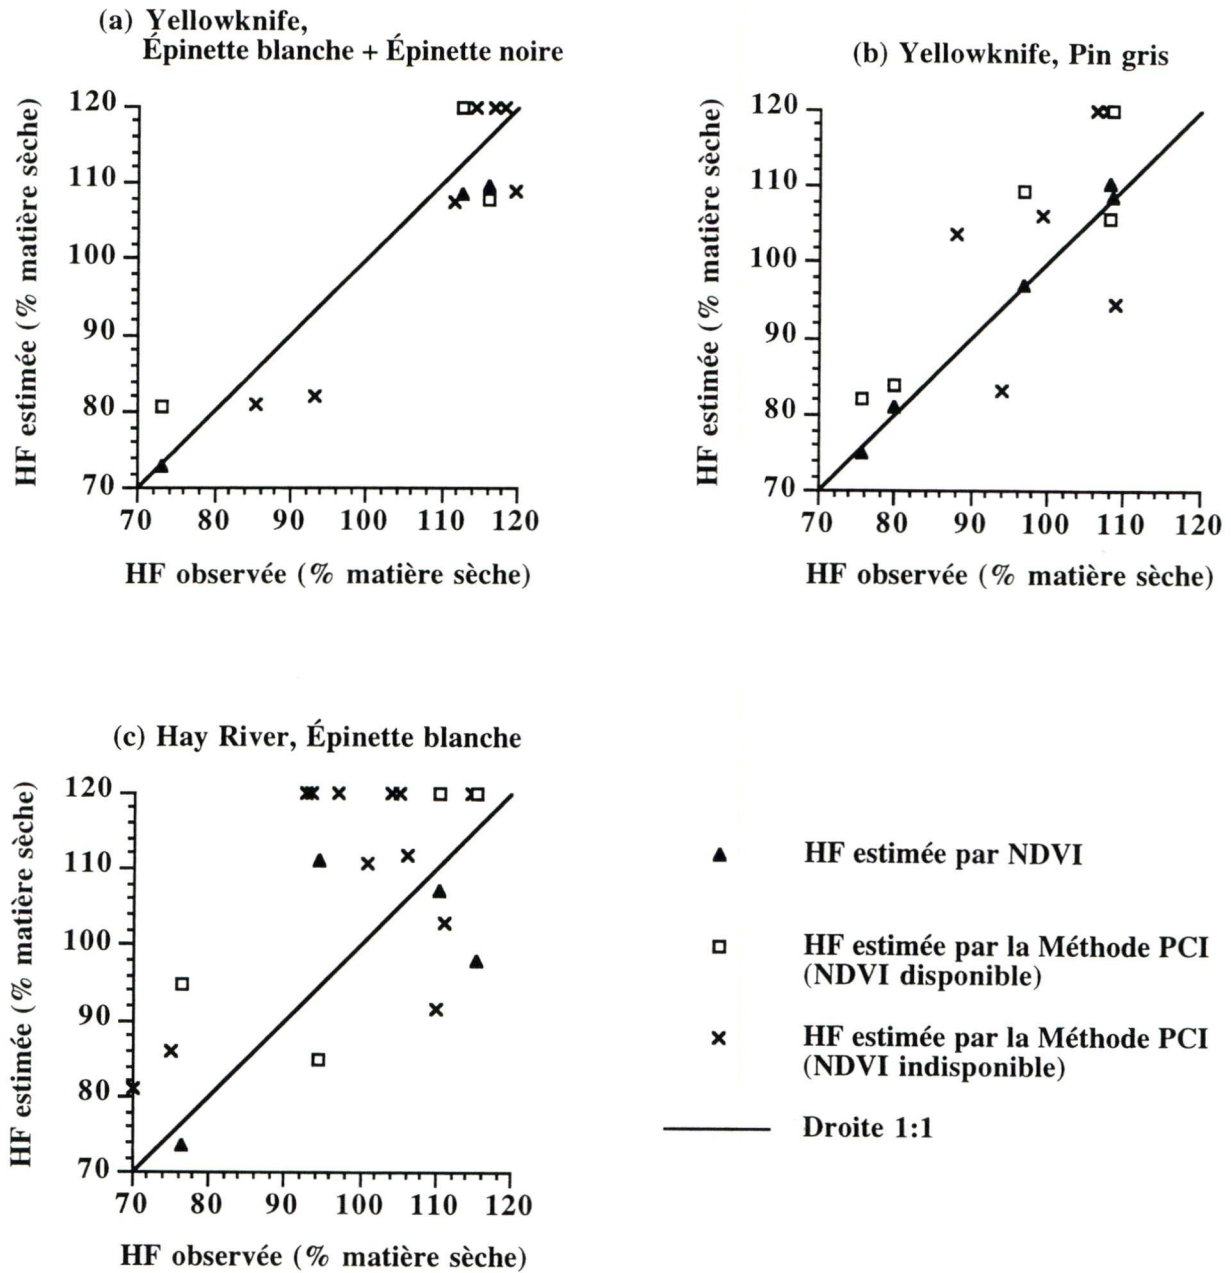 (a) Yellowknife,
Épinette blanche + Épinette noire
HF estimée (% matière sèche)
120
110
100
90
80
70
70 80 90 100 110 120
HF observée (% matière sèche)
(b) Yellowknife, Pin gris
HF estimée (% matière sèche)
120
110
100
90
80
70
70 80 90 100 110 120
HF observée (% matière sèche)
(c) Hay River, Épinette blanche
HF estimée (% matière sèche)
120
110
100
90
80
70
70 80 90 100 110 120
HF observée (% matière sèche)
HF estimée par NDVI
HF estimée par la Méthode PCI
(NDVI disponible)
HF estimée par la Méthode PCI
(NDVI indisponible)
Droite 1:1